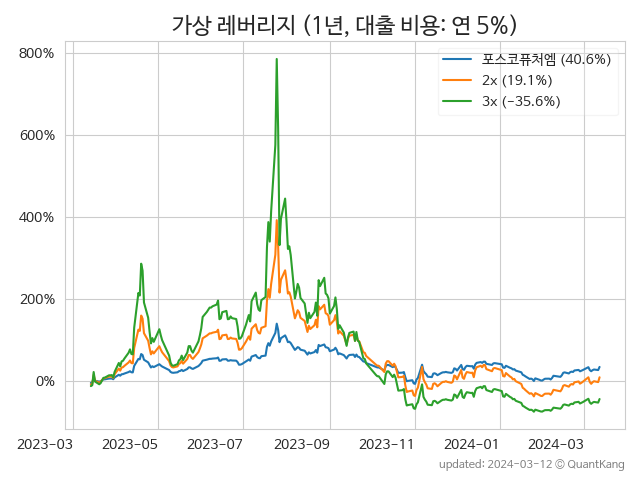 가상 레버리지 (1년, 대출 비용: 연 5%)
포스코퓨처엠 (40.6%)
2x (19.1%)
3x (−35.6%)
800%
600%
400%
200%
0%
2023-03 2023-05 2023-07 2023-09 2023-11 2024-01 2024-03
updated: 2024-03-12 © QuantKang